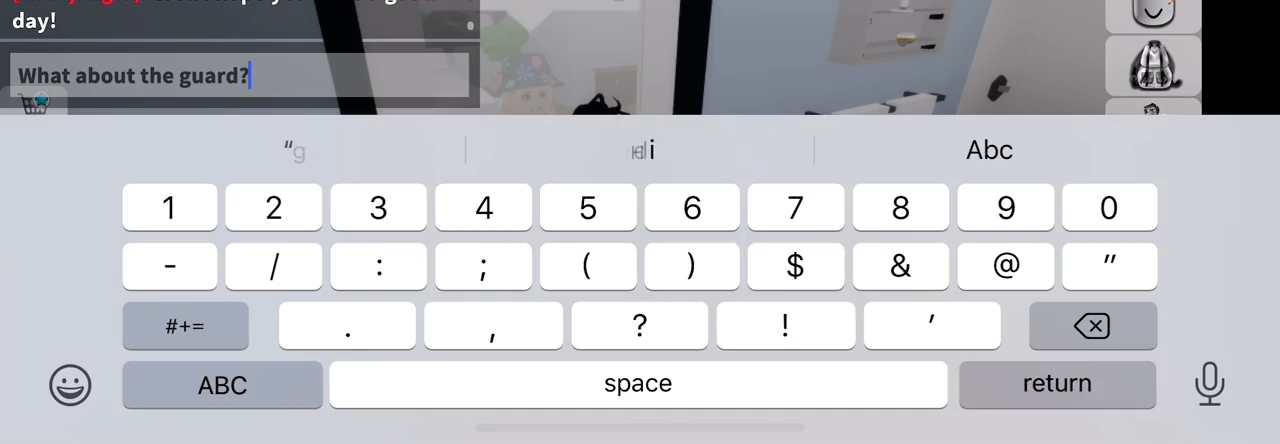 day!
What about the guard?
Abc
1 2 3 4 5 6 7 8 9 0
- / : ; ( ) $ & @ "
#+= . , ? ! '
ABC space return